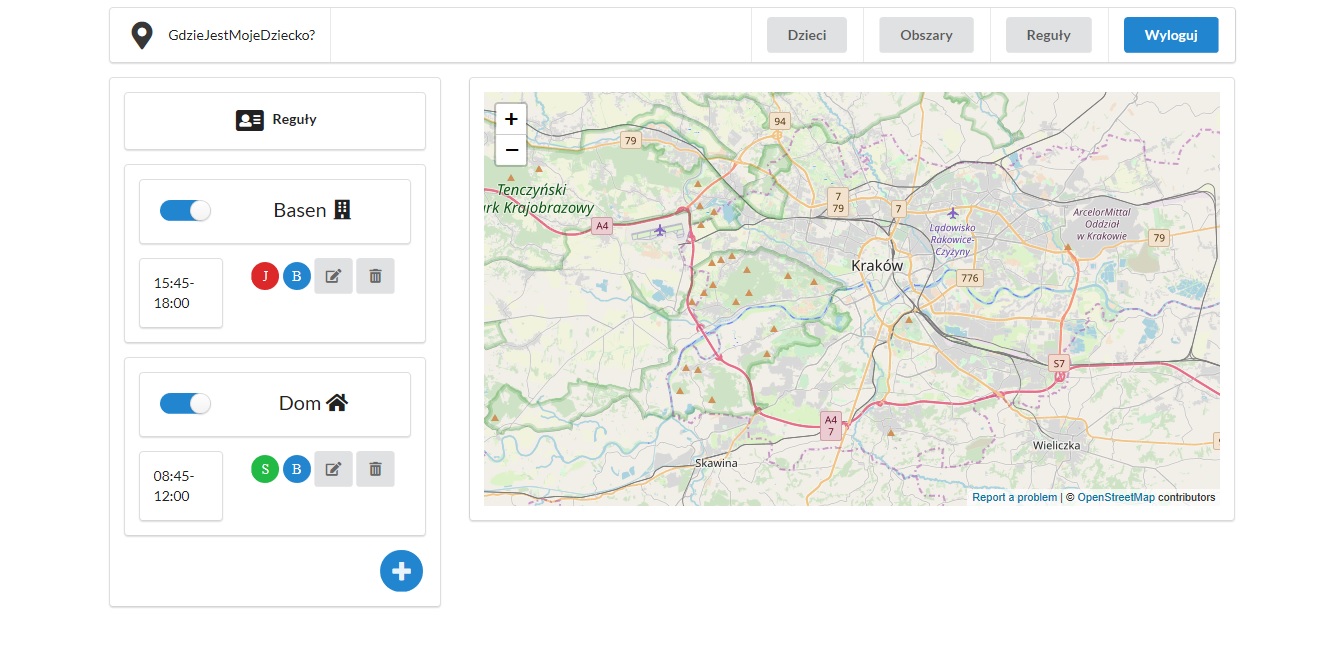 GdzieJestMojeDziecko?
Dzieci
Obszary
Reguły
Wyloguj
Reguły
Basen
15:45-
18:00
J B
Dom
08:45-
12:00
S B
+
−
94
79
Tenczyński
rk Krajobrazowy
A4
7
79
7
Lądowisko
Rakowice-
Czyżyny
ArcelorMittal
Oddział
w Krakowie
79
Kraków
776
S7
A4
7
Wieliczka
Skawina
Report a problem | © OpenStreetMap contributors